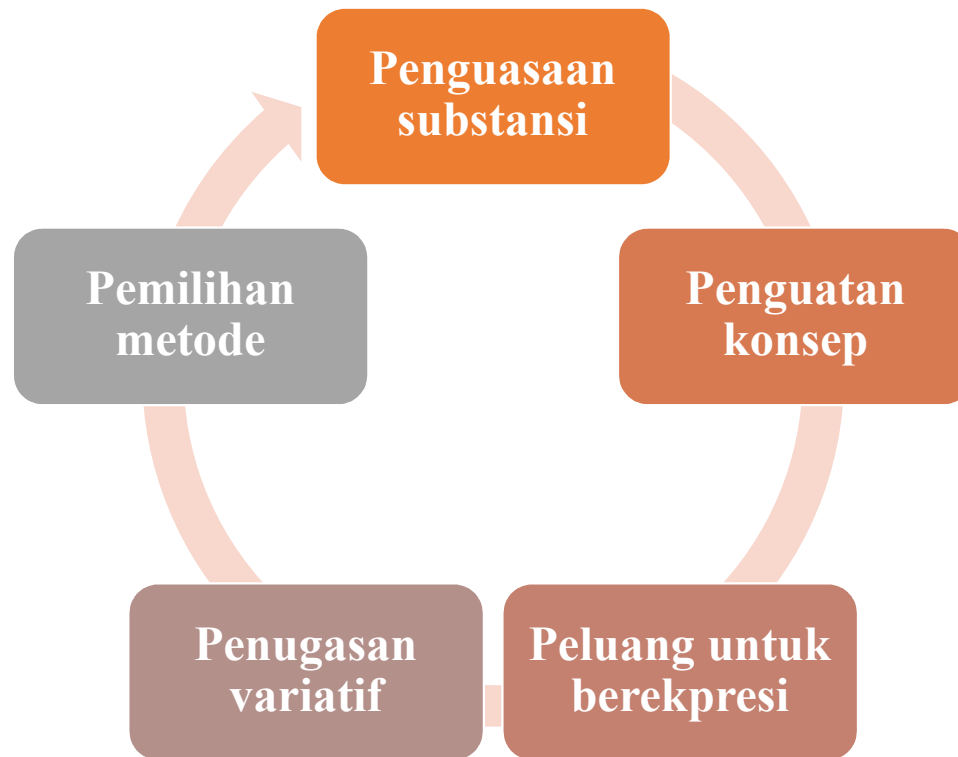 Penguasaan
substansi
Penguatan
konsep
Peluang untuk
berekpresi
Penugasan
variatif
Pemilihan
metode